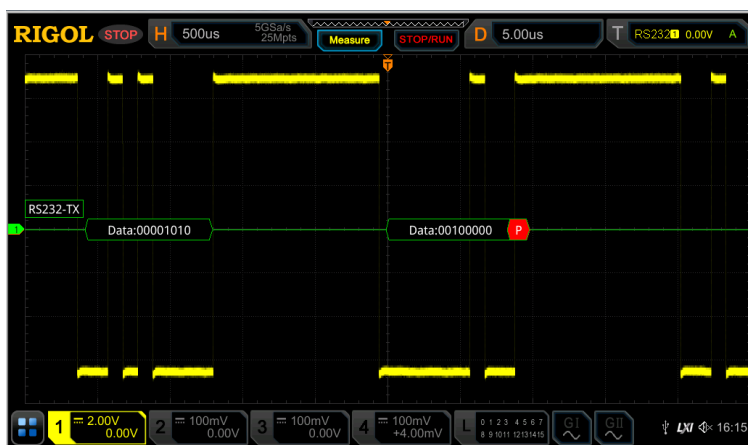 RIGOL STOP H 500us 5GSa/s 25Mpts Measure STOP/RUN D 5.00us T RS232 1 0.00V A
T
RS232-TX
1 Data:00001010 Data:00100000 P
1 2.00V 0.00V 2 100mV 0.00V 3 100mV 0.00V 4 100mV +4.00mV L 0 1 2 3 4 5 6 7 8 9 10 11 12 13 14 15 GI GII LXI 16:15